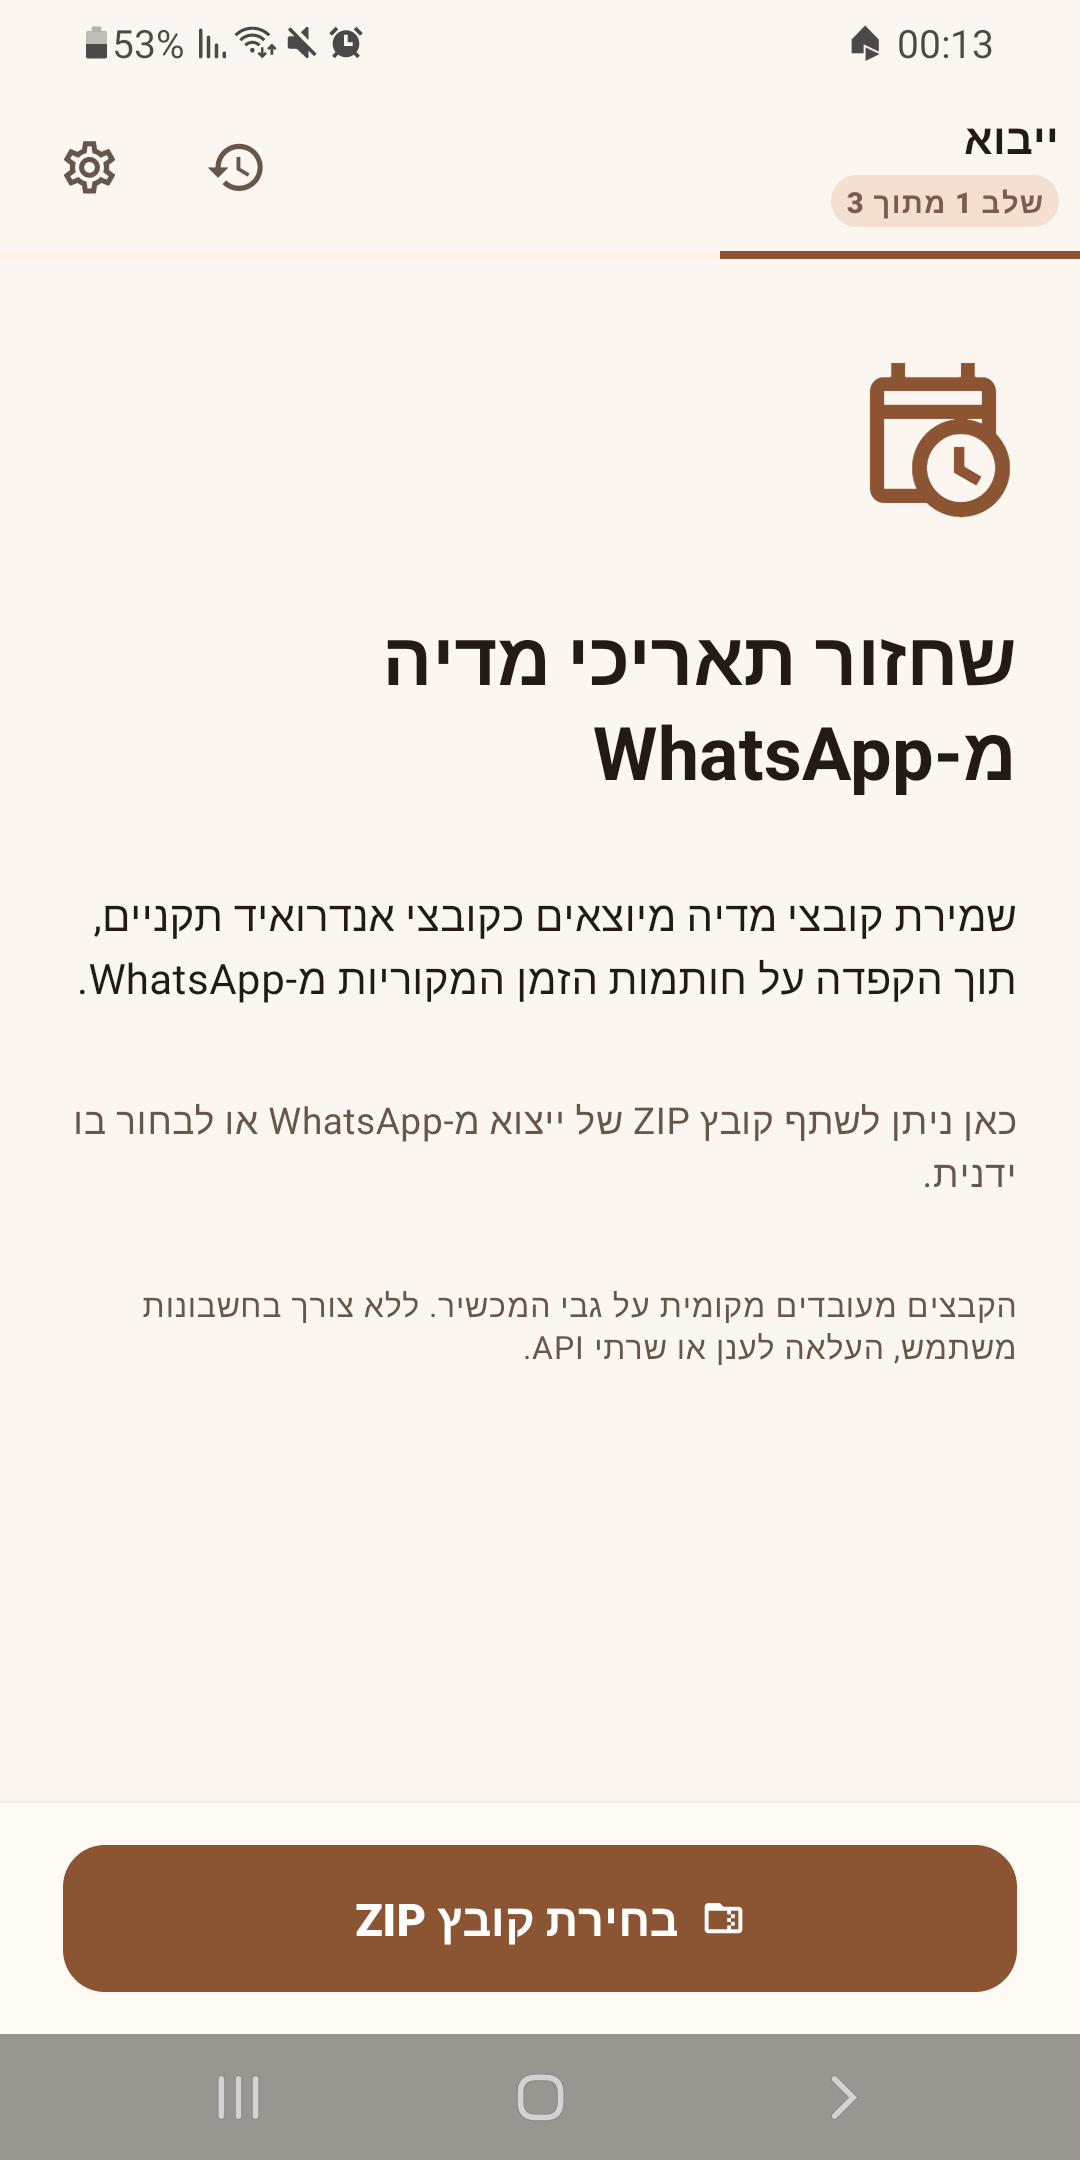 53% 00:13
ייבוא
שלב 1 מתוך 3
שחזור תאריכי מדיה
מ-WhatsApp
שמירת קובצי מדיה מיוצאים כקובצי אנדרואיד תקניים,
תוך הקפדה על חותמות הזמן המקוריות מ-WhatsApp.
כאן ניתן לשתף קובץ ZIP של ייצוא מ-WhatsApp או לבחור בו
ידנית.
הקבצים מעובדים מקומית על גבי המכשיר. ללא צורך בחשבונות
משתמש, העלאה לענן או שרתי API.
בחירת קובץ ZIP